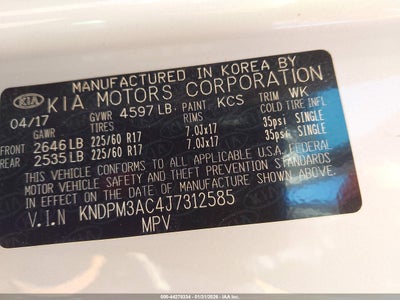 MANUFACTURED IN KOREA BY
KIA KIA MOTORS CORPORATION
04/17 GVWR 4597 LB PAINT KCS TRIM WK
GAWR TIRES RIMS COLD TIRE INFL
FRONT 2646 LB 225/60 R17 7.0Jx17 35psi SINGLE
REAR 2535 LB 225/60 R17 7.0Jx17 35psi SINGLE
THIS VEHICLE CONFORMS TO ALL APPLICABLE FEDERAL
MOTOR VEHICLE SAFETY AND THEFT PREVENTION STANDARDS
IN EFFECT ON THE DATE OF MANUFACTURE SHOWN ABOVE.
V.I.N KNDPM3AC4J7312585
MPV